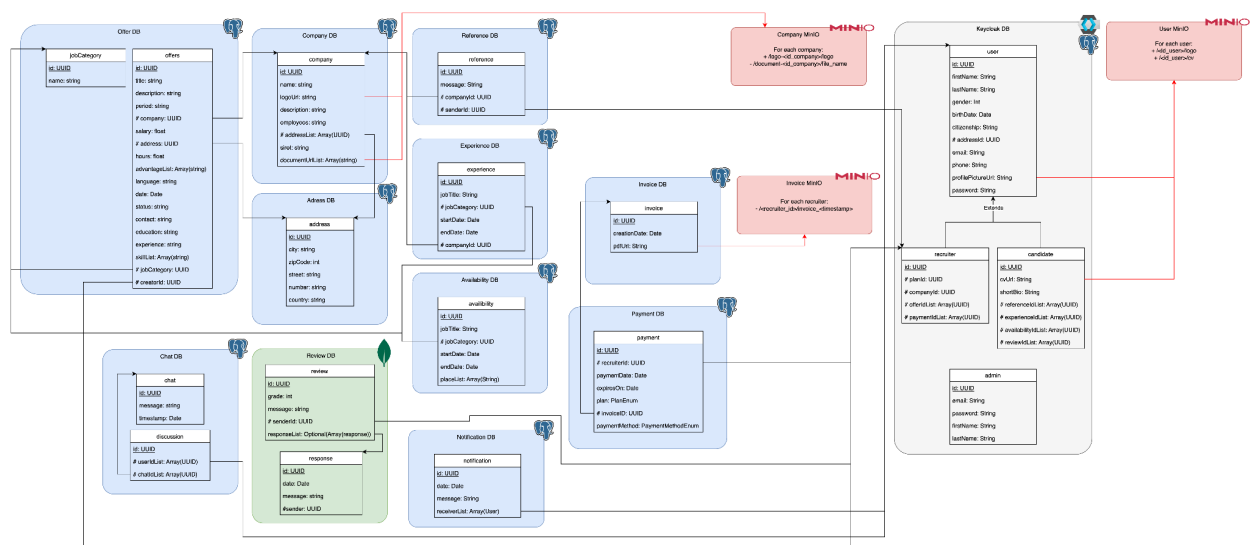 Offer DB
jobCategory
id: UUID
name: string
offers
id: UUID
title: string
description: string
period: string
# company: UUID
salary: float
# address: UUID
hours: float
advantageList: Array(string)
language: string
date: Date
status: string
contact: string
education: string
experience: string
skillList: Array(string)
# jobCategory: UUID
# creatorId: UUID
Company DB
company
id: UUID
name: string
logoUrl: string
description: string
employees: string
# addressList: Array(UUID)
siret: string
documentUrlList: Array(string)
Adress DB
address
id: UUID
city: string
zipCode: int
street: string
number: string
country: string
Reference DB
reference
id: UUID
message: String
# companyId: UUID
# senderId: UUID
Experience DB
experience
id: UUID
jobTitle: String
# jobCategory: UUID
startDate: Date
endDate: Date
# companyId: UUID
Availability DB
availibility
id: UUID
jobTitle: String
# jobCategory: UUID
startDate: Date
endDate: Date
placeList: Array(String)
Chat DB
chat
id: UUID
message: string
timestamp: Date
discussion
id: UUID
# userIdList: Array(UUID)
# chatIdList: Array(UUID)
Review DB
review
id: UUID
grade: int
message: string
# senderId: UUID
responseList: Optional(Array(response))
response
id: UUID
date: Date
message: string
#sender: UUID
Notification DB
notification
id: UUID
date: Date
message: String
receiverList: Array(User)
Invoice DB
invoice
id: UUID
creationDate: Date
pdfUrl: String
Payment DB
payment
id: UUID
# recruiterId: UUID
paymentDate: Date
expiresOn: Date
plan: PlanEnum
# invoiceID: UUID
paymentMethod: PaymentMethodEnum
MINIO
Company MinIO
For each company:
+ /logo-<id_company>/logo
- /document-<id_company>/file_name
MINIO
Invoice MinIO
For each recruiter:
- /<recruiter_id>/invoice_<timestamp>
Keycloak DB
user
id: UUID
firstName: String
lastName: String
gender: Int
birthDate: Date
citizenship: String
# addressId: UUID
email: String
phone: String
profilePictureUrl: String
password: String
Extends
recruiter
id: UUID
# planId: UUID
# companyId: UUID
# offerIdList: Array(UUID)
# paymentIdList: Array(UUID)
candidate
id: UUID
cvUrl: String
shortBio: String
# referenceIdList: Array(UUID)
# experienceIdList: Array(UUID)
# availabilityIdList: Array(UUID)
# reviewIdList: Array(UUID)
admin
id: UUID
email: String
password: String
firstName: String
lastName: String
MINIO
User MinIO
For each user:
+ /<id_user>/logo
+ /<id_user>/cv